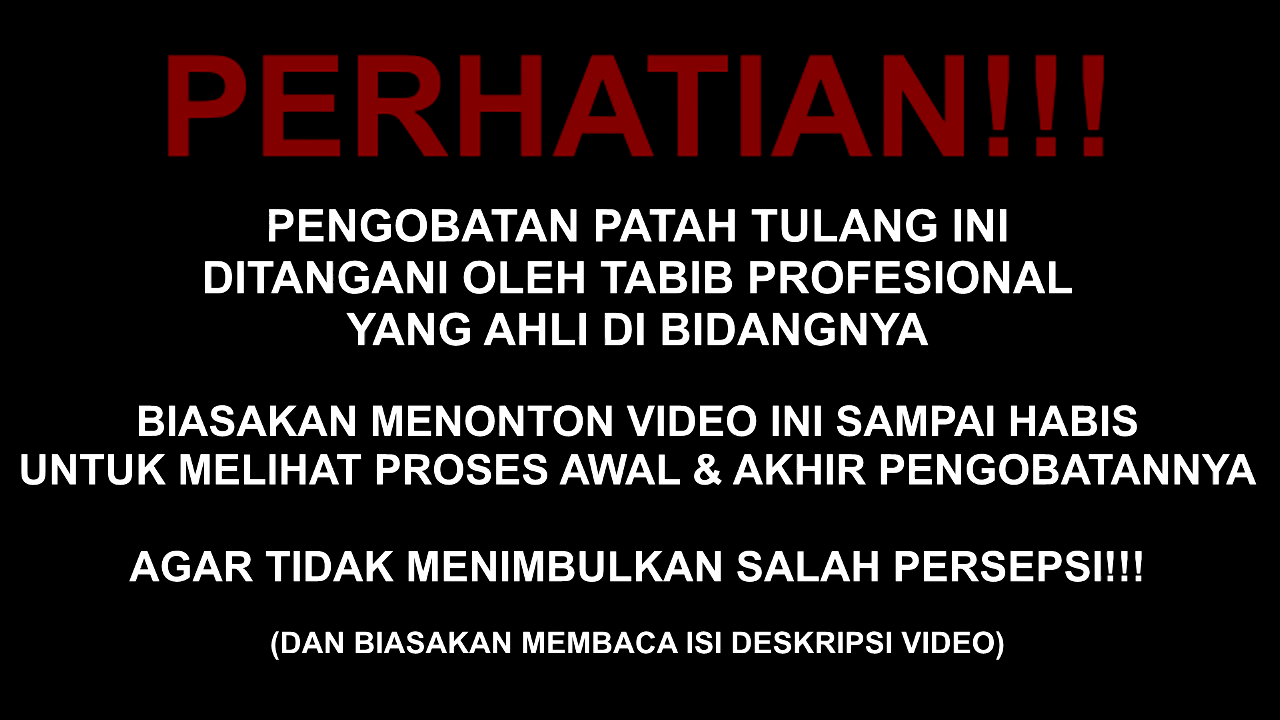 PERHATIAN!!!
PENGOBATAN PATAH TULANG INI
DITANGANI OLEH TABIB PROFESIONAL
YANG AHLI DI BIDANGNYA
BIASAKAN MENONTON VIDEO INI SAMPAI HABIS
UNTUK MELIHAT PROSES AWAL & AKHIR PENGOBATANNYA
AGAR TIDAK MENIMBULKAN SALAH PERSEPSI!!!
(DAN BIASAKAN MEMBACA ISI DESKRIPSI VIDEO)